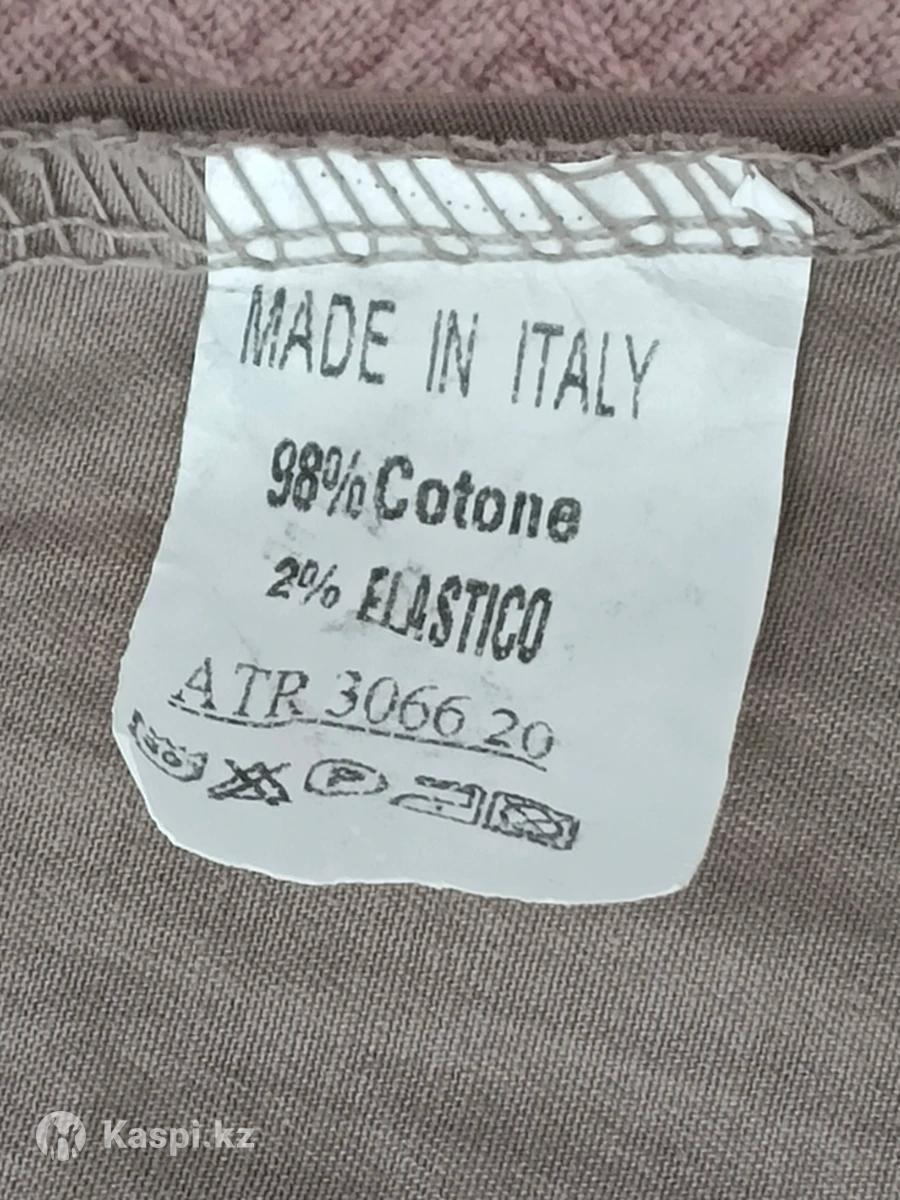 MADE IN ITALY
98% Cotone
2% ELASTICO
ATR 3066 20
P
Kaspi.kz